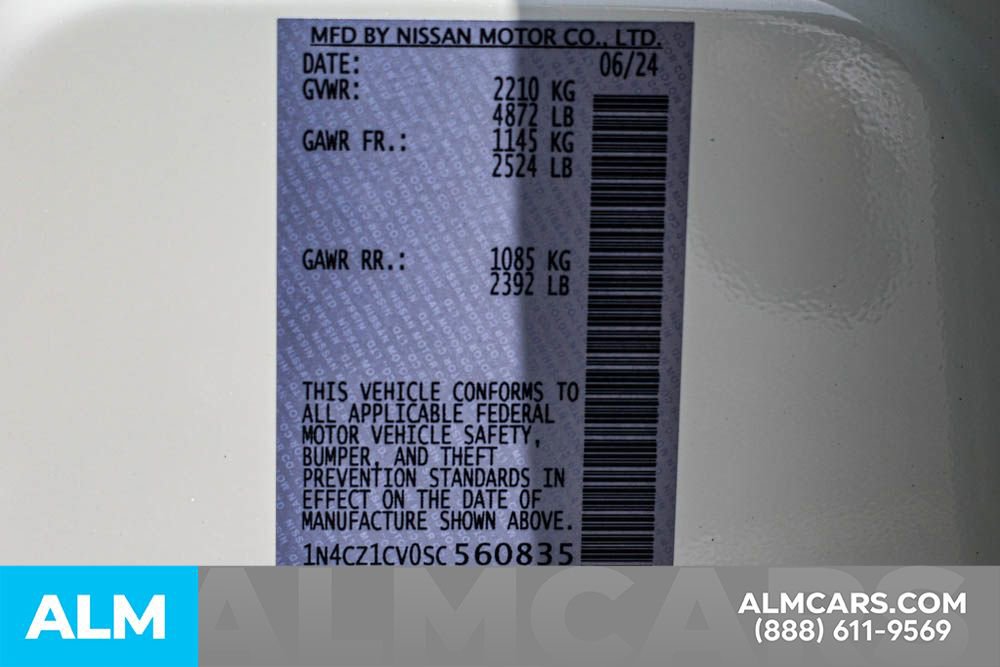 MFD BY NISSAN MOTOR CO., LTD.
DATE: 06/24
GVWR: 2210 KG
4872 LB
GAWR FR.: 1145 KG
2524 LB
GAWR RR.: 1085 KG
2392 LB
THIS VEHICLE CONFORMS TO
ALL APPLICABLE FEDERAL
MOTOR VEHICLE SAFETY,
BUMPER, AND THEFT
PREVENTION STANDARDS IN
EFFECT ON THE DATE OF
MANUFACTURE SHOWN ABOVE.
1N4CZ1CV0SC560835
ALM
ALMCARS
ALMCARS.COM
(888) 611-9569